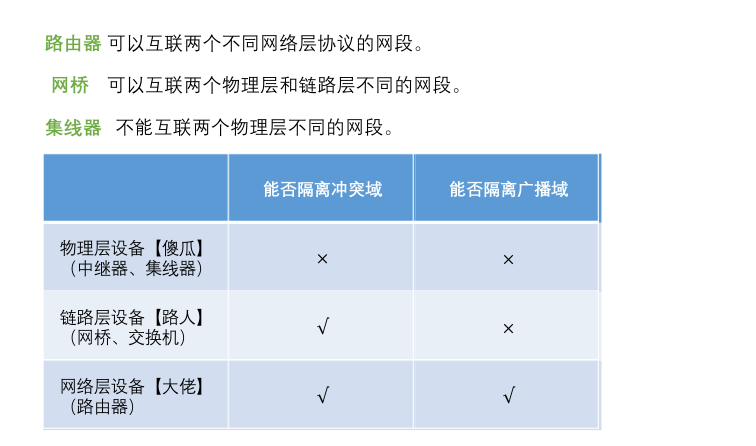 路由器 可以互联两个不同网络层协议的网段。
网桥 可以互联两个物理层和链路层不同的网段。
集线器 不能互联两个物理层不同的网段。
能否隔离冲突域 能否隔离广播域
物理层设备【傻瓜】
（中继器、集线器）
× ×
链路层设备【路人】
（网桥、交换机）
√ ×
网络层设备【大佬】
（路由器）
√ √